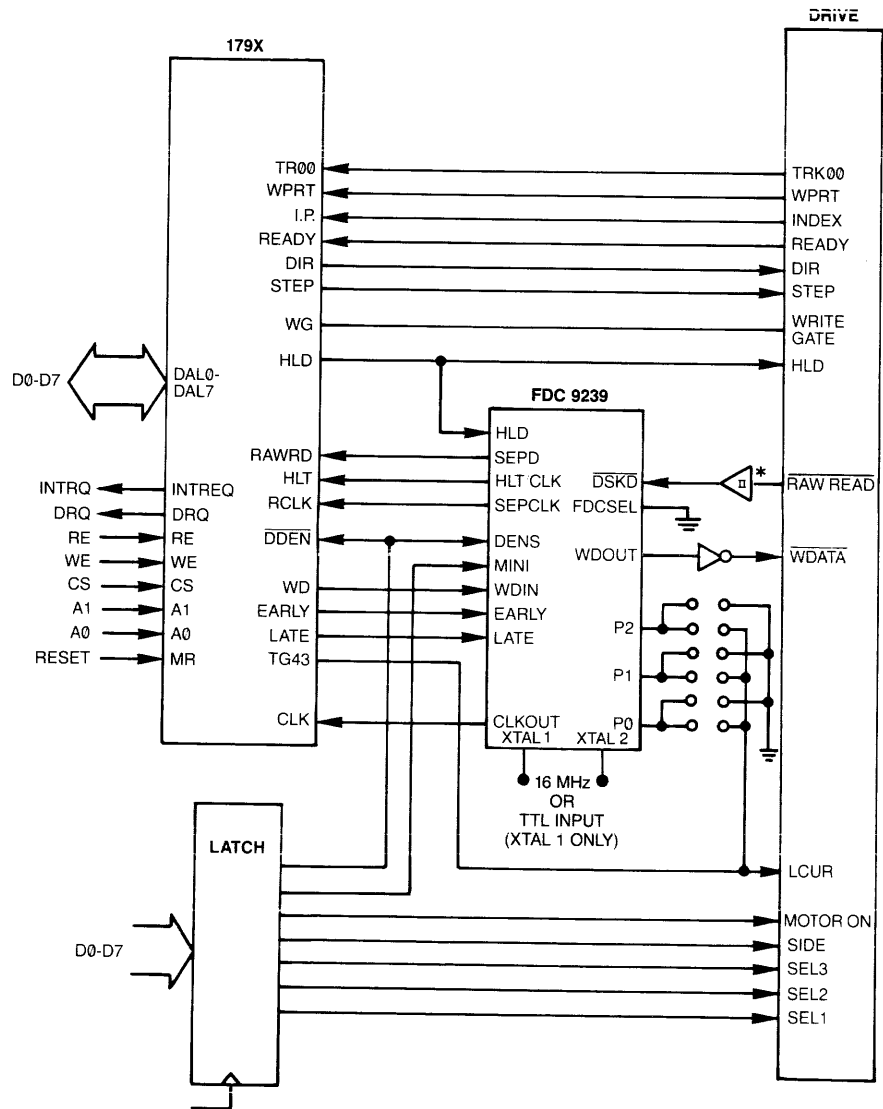 DRIVE
179X
TR00 TRK00
WPRT WPRT
I.P. INDEX
READY READY
DIR DIR
STEP STEP
WG WRITE
GATE
HLD HLD
D0-D7 DAL0-
DAL7
FDC 9239
HLD
RAWRD SEPD
HLT HLT CLK DSKD * RAW READ
INTRQ INTREQ RCLK SEPCLK FDCSEL
DRQ DRQ
RE RE DDEN DENS WDOUT WDATA
WE WE MINI
CS CS WD WDIN
A1 A1 EARLY EARLY
A0 A0 LATE LATE P2
RESET MR TG43
P1
CLK CLKOUT P0
XTAL 1 XTAL 2
16 MHz
OR
TTL INPUT
(XTAL 1 ONLY)
LATCH
LCUR
MOTOR ON
D0-D7 SIDE
SEL3
SEL2
SEL1